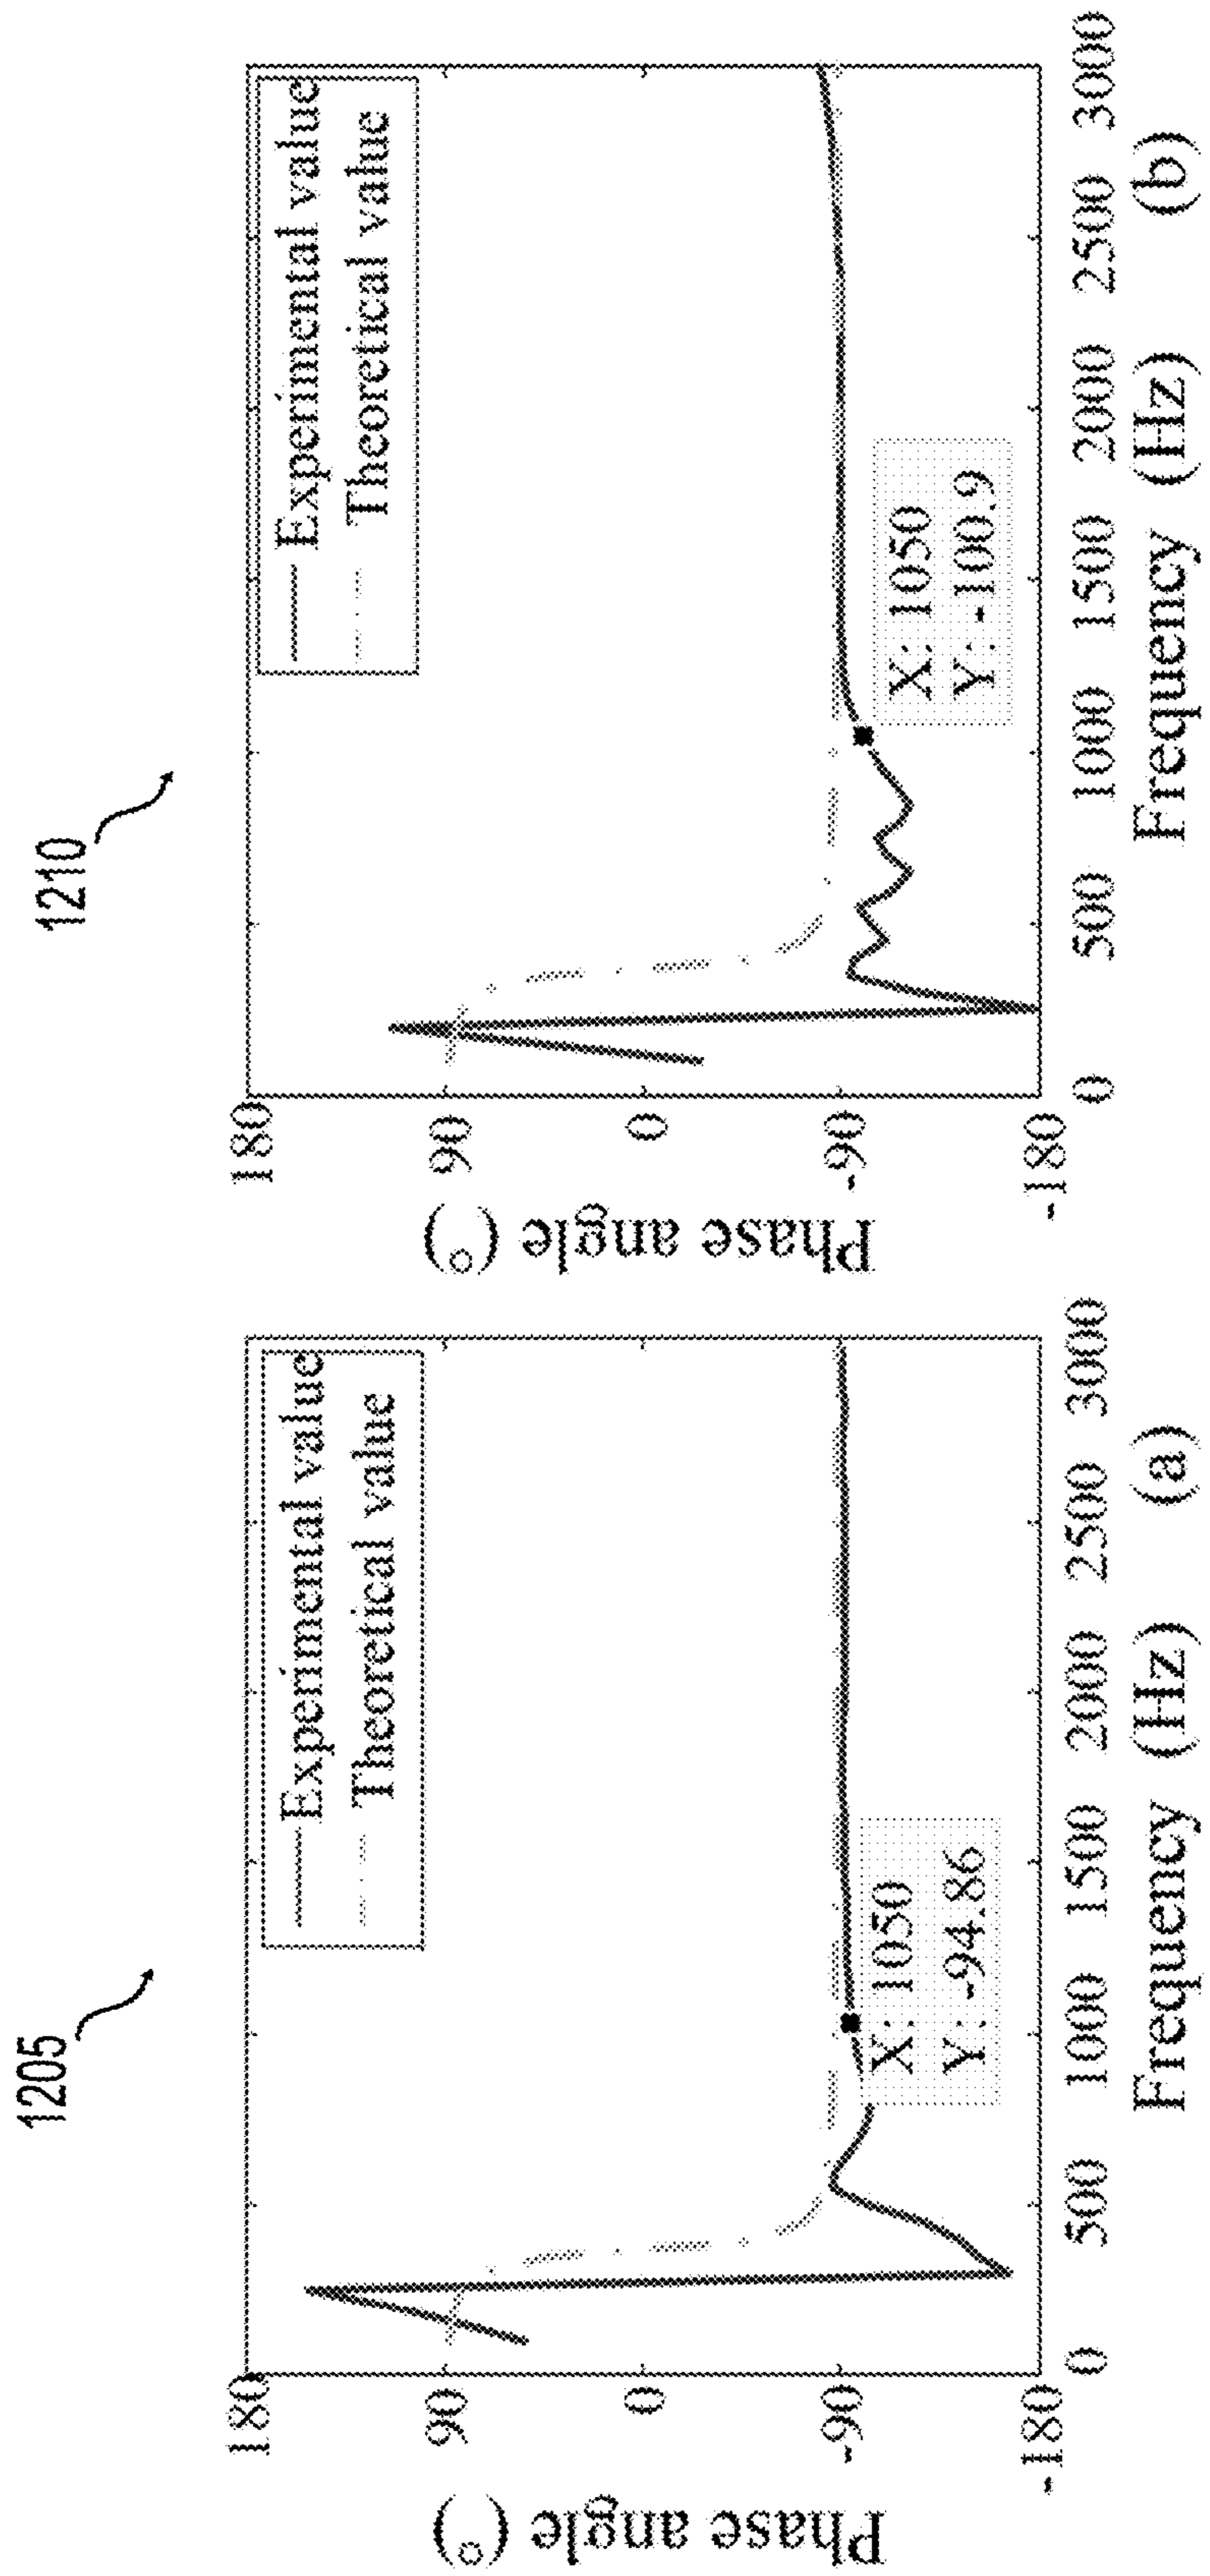 1205
180
90
0
-90
-180
Phase angle (°)
Experimental value
Theoretical value
X: 1050
Y: -94.86
0
500
1000
1500
2000
2500
3000
Frequency (Hz)
(a)
1210
180
90
0
-90
-180
Phase angle (°)
Experimental value
Theoretical value
X: 1050
Y: -100.9
0
500
1000
1500
2000
2500
3000
Frequency (Hz)
(b)